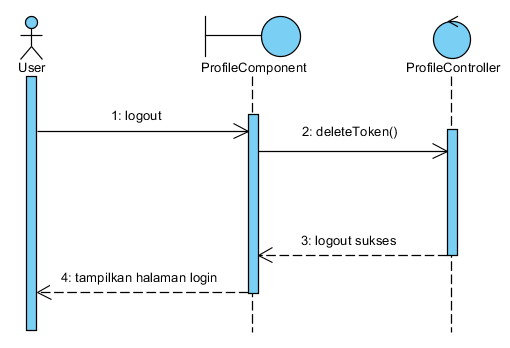 User
ProfileComponent
ProfileController
1: logout
2: deleteToken()
3: logout sukses
4: tampilkan halaman login